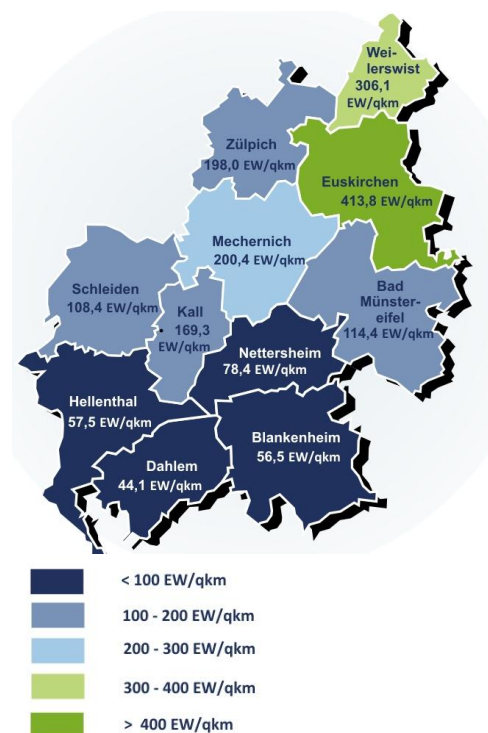 Wei-
lerswist
306,1
EW/qkm
Zülpich
198,0 EW/qkm
Euskirchen
413,8 EW/qkm
Mechernich
200,4 EW/qkm
Schleiden
108,4 EW/qkm
Kall
169,3
EW/qkm
Bad
Münster-
eifel
114,4 EW/qkm
Nettersheim
78,4 EW/qkm
Hellenthal
57,5 EW/qkm
Blankenheim
56,5 EW/qkm
Dahlem
44,1 EW/qkm
< 100 EW/qkm
100 - 200 EW/qkm
200 - 300 EW/qkm
300 - 400 EW/qkm
> 400 EW/qkm